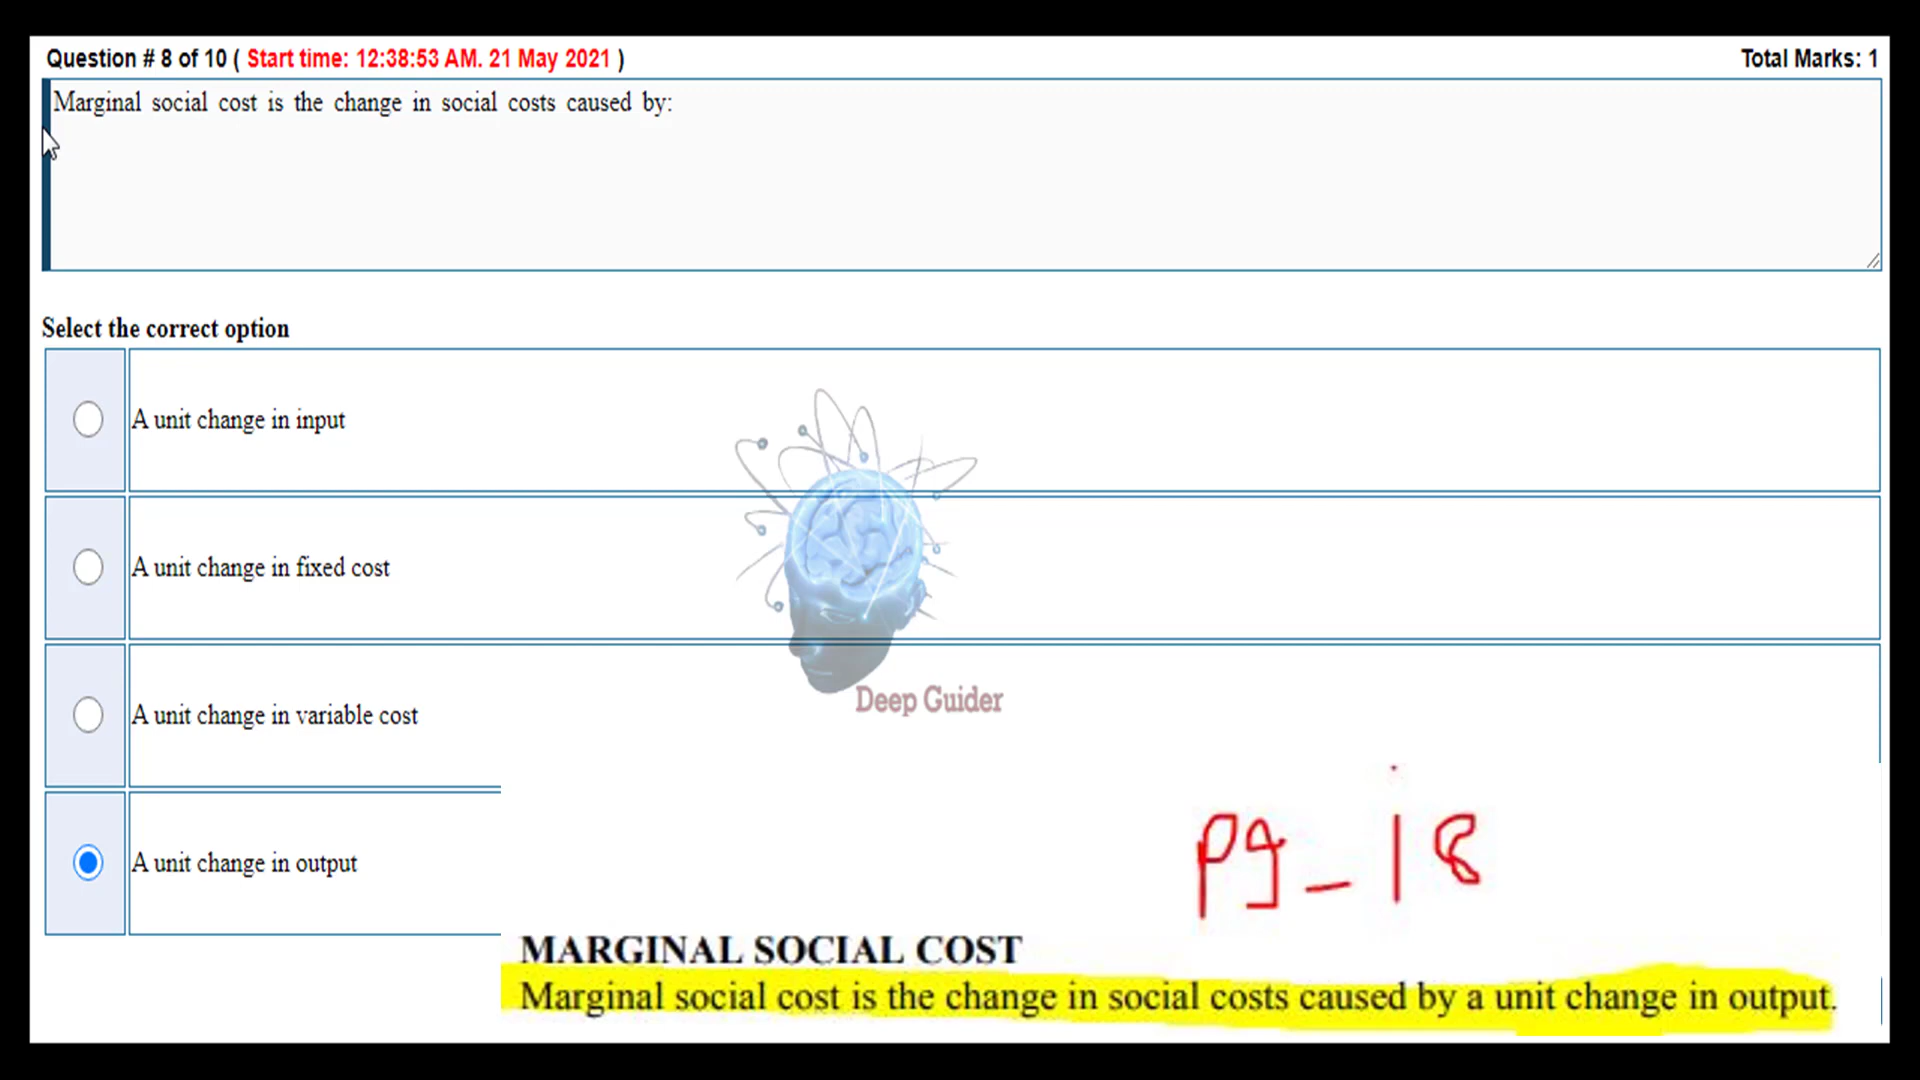 Question # 8 of 10 ( Start time: 12:38:53 AM. 21 May 2021 )
Total Marks: 1
Marginal social cost is the change in social costs caused by:
Select the correct option
A unit change in input
A unit change in fixed cost
A unit change in variable cost
A unit change in output
Deep Guider
pg_18
MARGINAL SOCIAL COST
Marginal social cost is the change in social costs caused by a unit change in output.